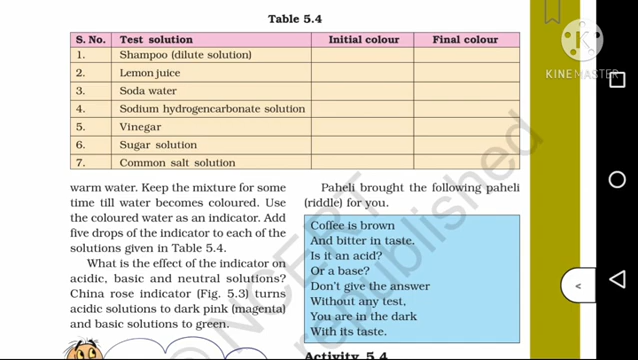 Table 5.4
S. No. Test solution Initial colour Final colour
1. Shampoo (dilute solution)
2. Lemon juice
3. Soda water
4. Sodium hydrogencarbonate solution
5. Vinegar
6. Sugar solution
7. Common salt solution
warm water. Keep the mixture for some
time till water becomes coloured. Use
the coloured water as an indicator. Add
five drops of the indicator to each of the
solutions given in Table 5.4.
What is the effect of the indicator on
acidic, basic and neutral solutions?
China rose indicator (Fig. 5.3) turns
acidic solutions to dark pink (magenta)
and basic solutions to green.
Paheli brought the following paheli
(riddle) for you.
Coffee is brown
And bitter in taste.
Is it an acid?
Or a base?
Don't give the answer
Without any test,
You are in the dark
With its taste.
Activity 5.4
KINEMASTER
© NCERT
republished